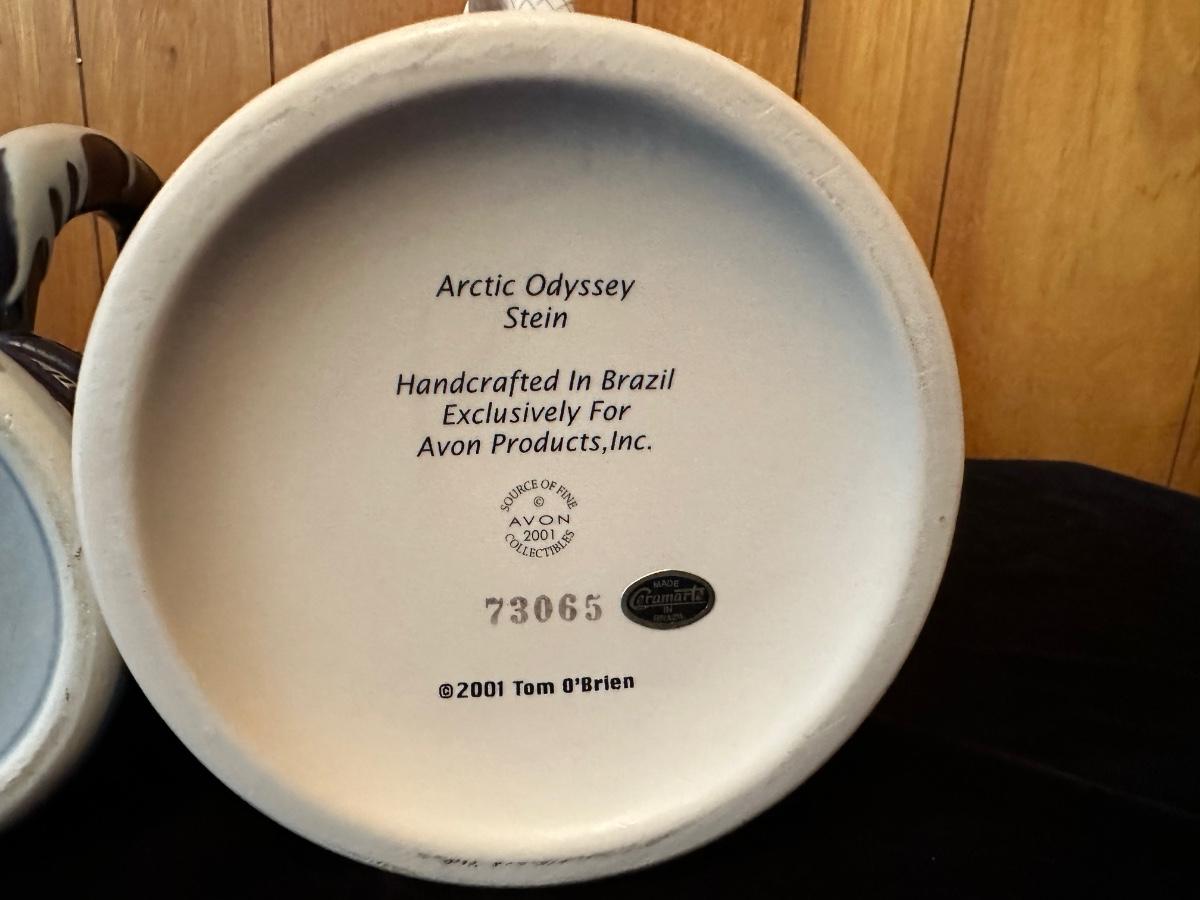 Arctic Odyssey
Stein
Handcrafted In Brazil
Exclusively For
Avon Products,Inc.
SOURCE OF FINE
©
AVON
2001
COLLECTIBLES
73065
MADE
Ceramarte
IN
BRAZIL
©2001 Tom O'Brien